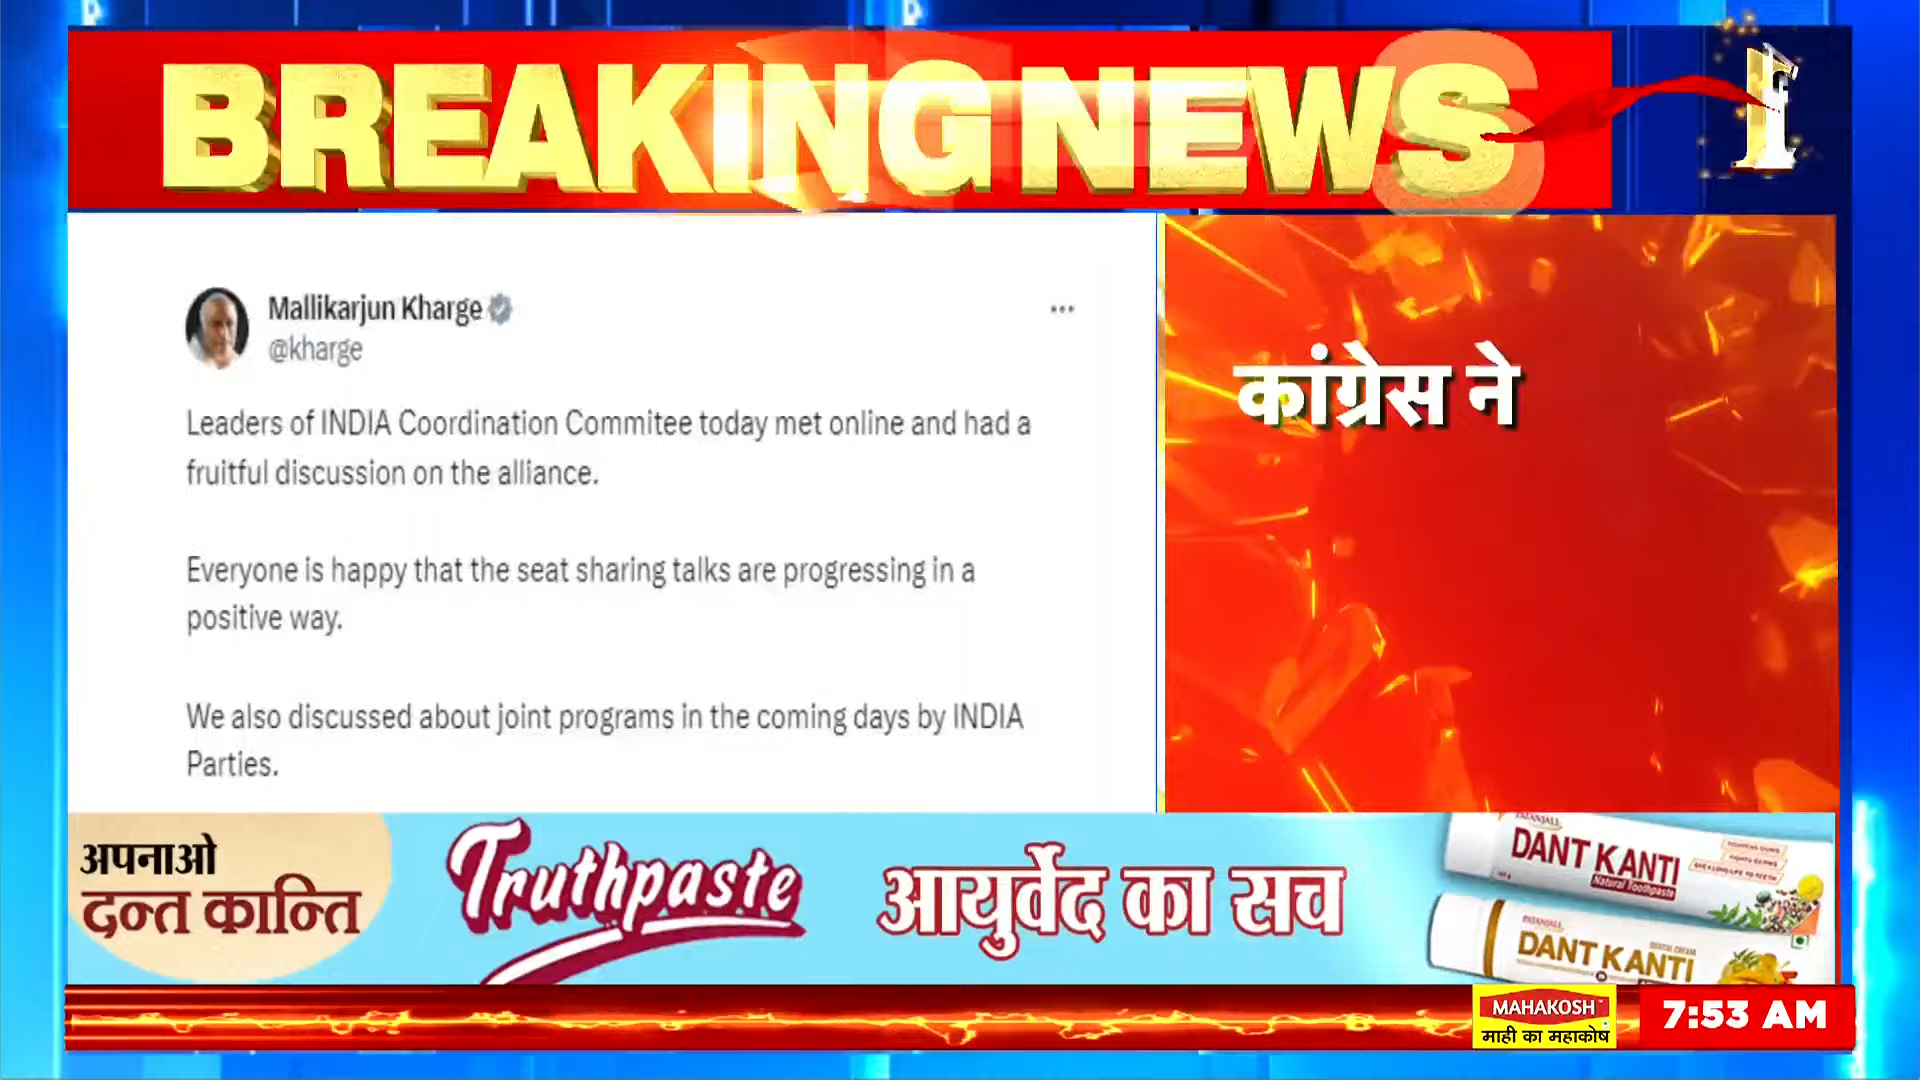 BREAKING NEWS
Mallikarjun Kharge
@kharge
Leaders of INDIA Coordination Commitee today met online and had a
fruitful discussion on the alliance.
Everyone is happy that the seat sharing talks are progressing in a
positive way.
We also discussed about joint programs in the coming days by INDIA
Parties.
कांग्रेस ने
अपनाओ
दन्त कान्ति
Truthpaste
आयुर्वेद का सच
PATANJALI
DANT KANTI
Natural Toothpaste
PATANJALI
DANT KANTI
MAHAKOSH
माही का महाकोष
7:53 AM